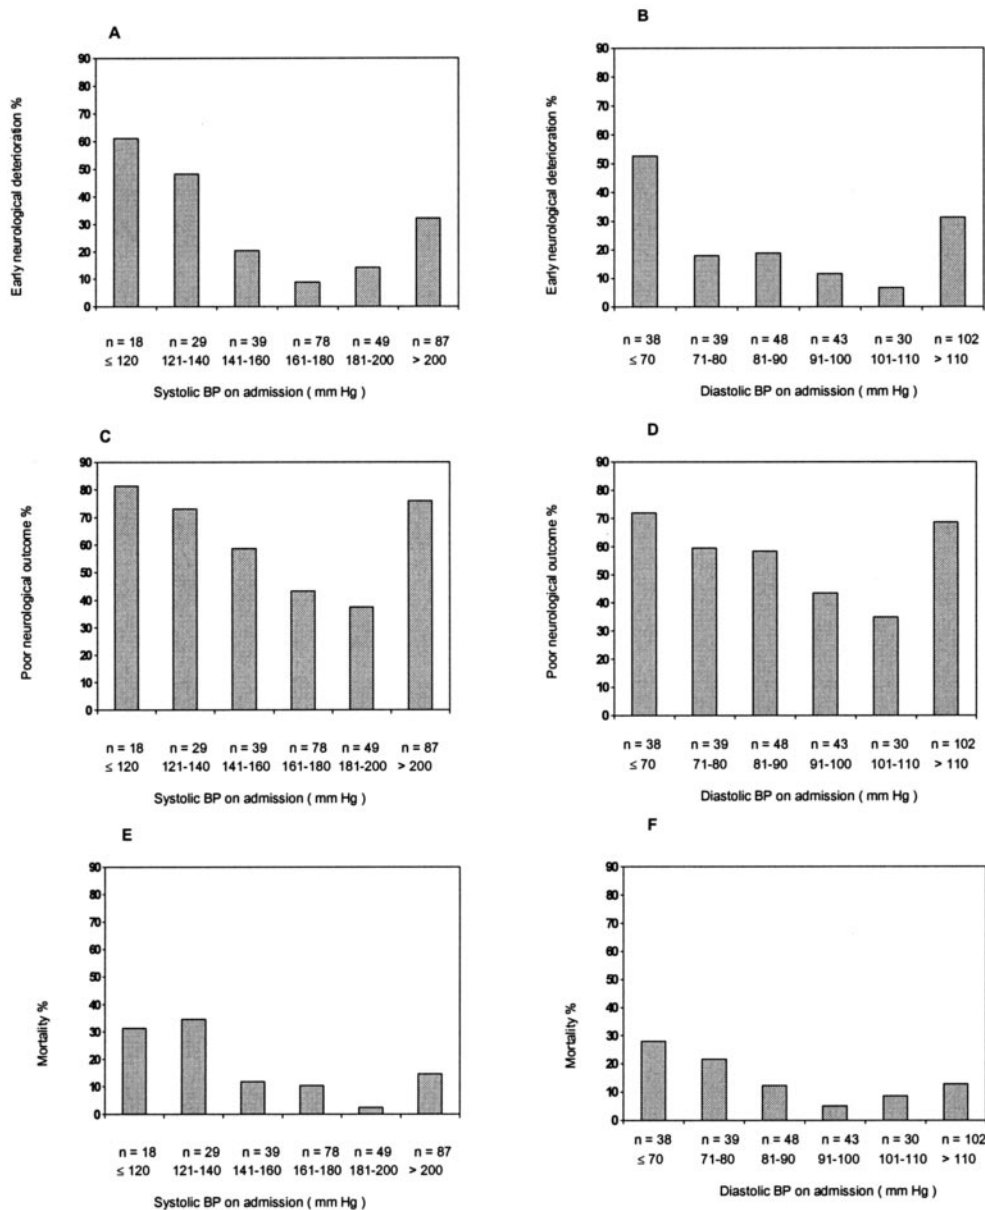 A
Early neurological deterioration %
90
80
70
60
50
40
30
20
10
0
n = 18 n = 29 n = 39 n = 78 n = 49 n = 87
≤ 120 121-140 141-160 161-180 181-200 > 200
Systolic BP on admission ( mm Hg )
B
Early neurological deterioration %
90
80
70
60
50
40
30
20
10
0
n = 38 n = 39 n = 48 n = 43 n = 30 n = 102
≤ 70 71-80 81-90 91-100 101-110 > 110
Diastolic BP on admission ( mm Hg )
C
Poor neurological outcome %
90
80
70
60
50
40
30
20
10
0
n = 18 n = 29 n = 39 n = 78 n = 49 n = 87
≤ 120 121-140 141-160 161-180 181-200 > 200
Systolic BP on admission ( mm Hg )
D
Poor neurological outcome %
90
80
70
60
50
40
30
20
10
0
n = 38 n = 39 n = 48 n = 43 n = 30 n = 102
≤ 70 71-80 81-90 91-100 101-110 > 110
Diastolic BP on admission ( mm Hg )
E
Mortality %
90
80
70
60
50
40
30
20
10
0
n = 18 n = 29 n = 39 n = 78 n = 49 n = 87
≤ 120 121-140 141-160 161-180 181-200 > 200
Systolic BP on admission ( mm Hg )
F
Mortality %
90
80
70
60
50
40
30
20
10
0
n = 38 n = 39 n = 48 n = 43 n = 30 n = 102
≤ 70 71-80 81-90 91-100 101-110 > 110
Diastolic BP on admission ( mm Hg )